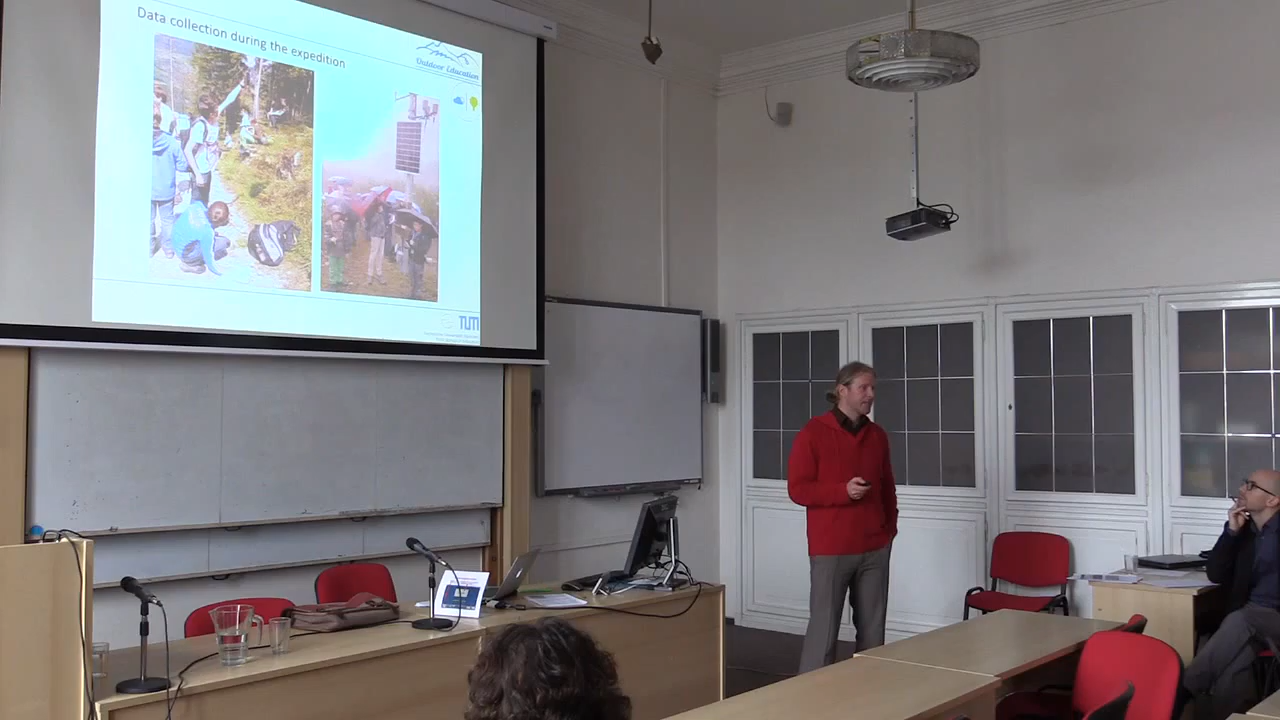 Data collection during the expedition
Outdoor Education
TUM